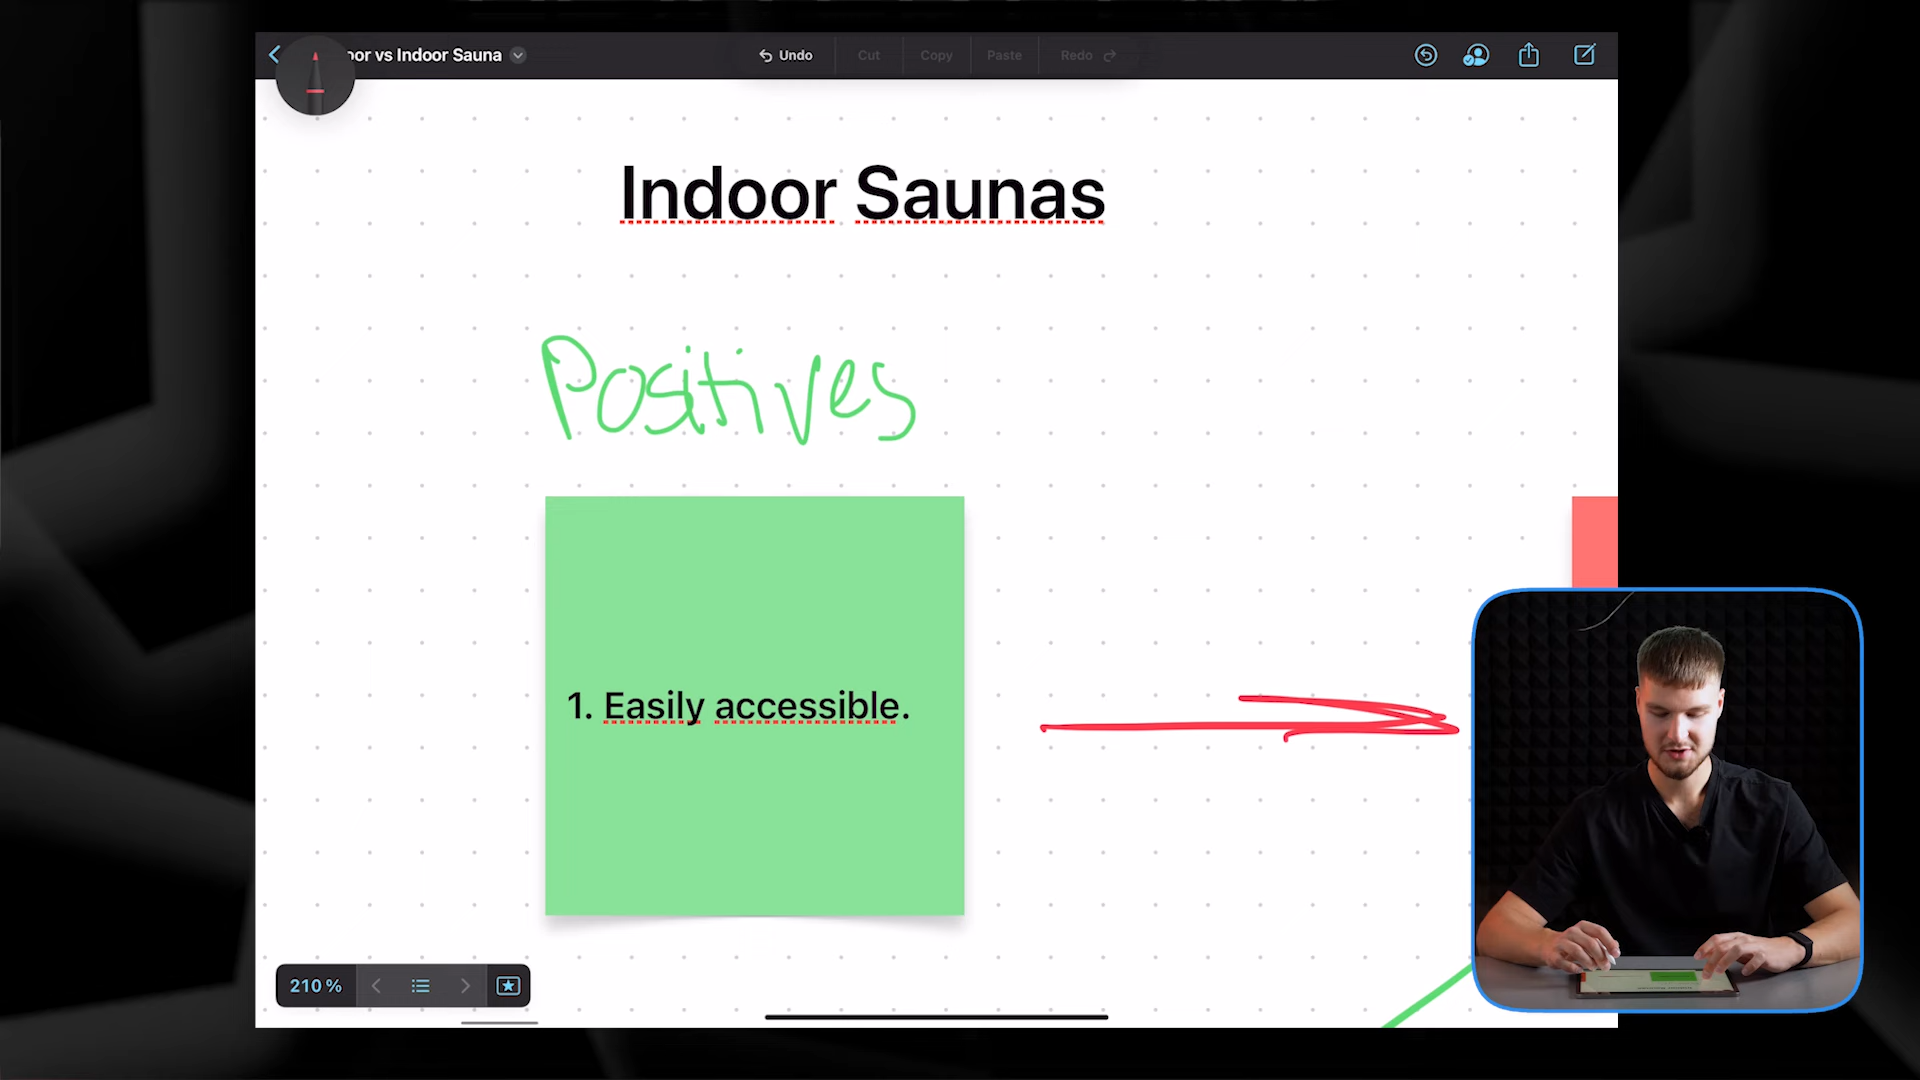 oor vs Indoor Sauna
Undo
Cut
Copy
Paste
Redo
Indoor Saunas
Positives
1. Easily accessible.
210 %